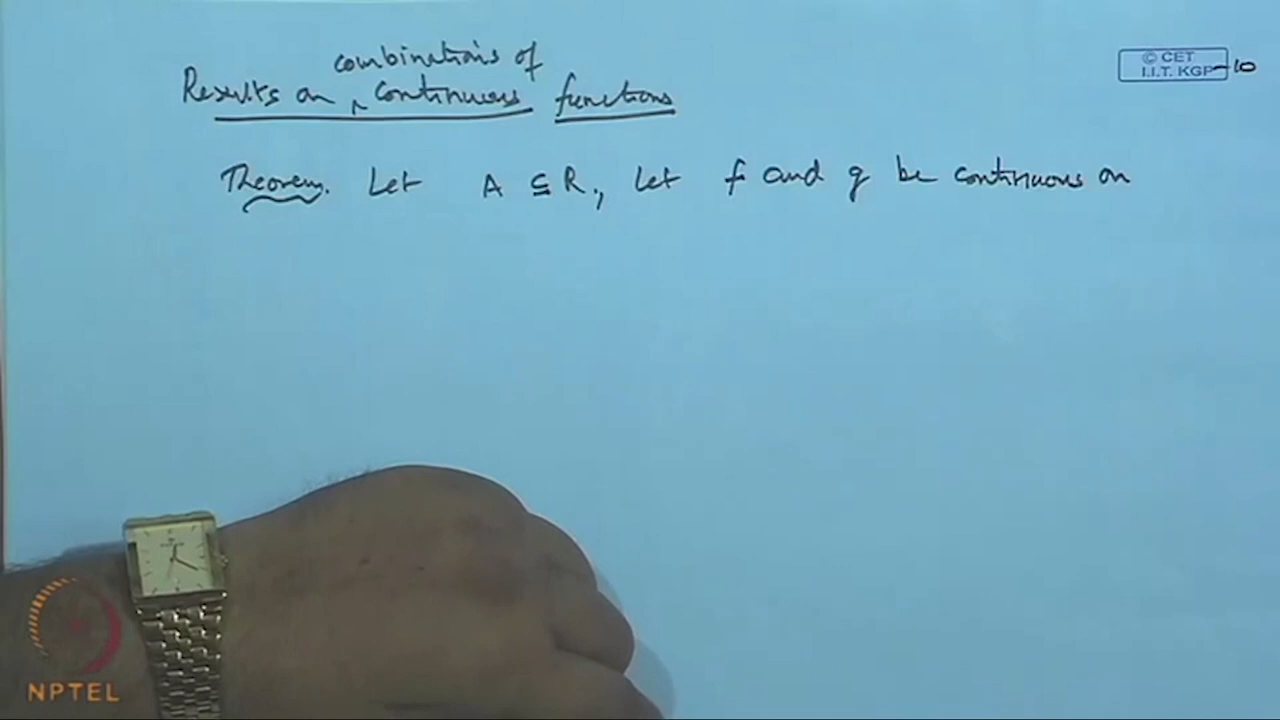 combinations of
Results on ^ continuous functions
Theorem. Let A ⊆ R, Let f and g be continuous on
© CET
I.I.T. KGP -10
NPTEL